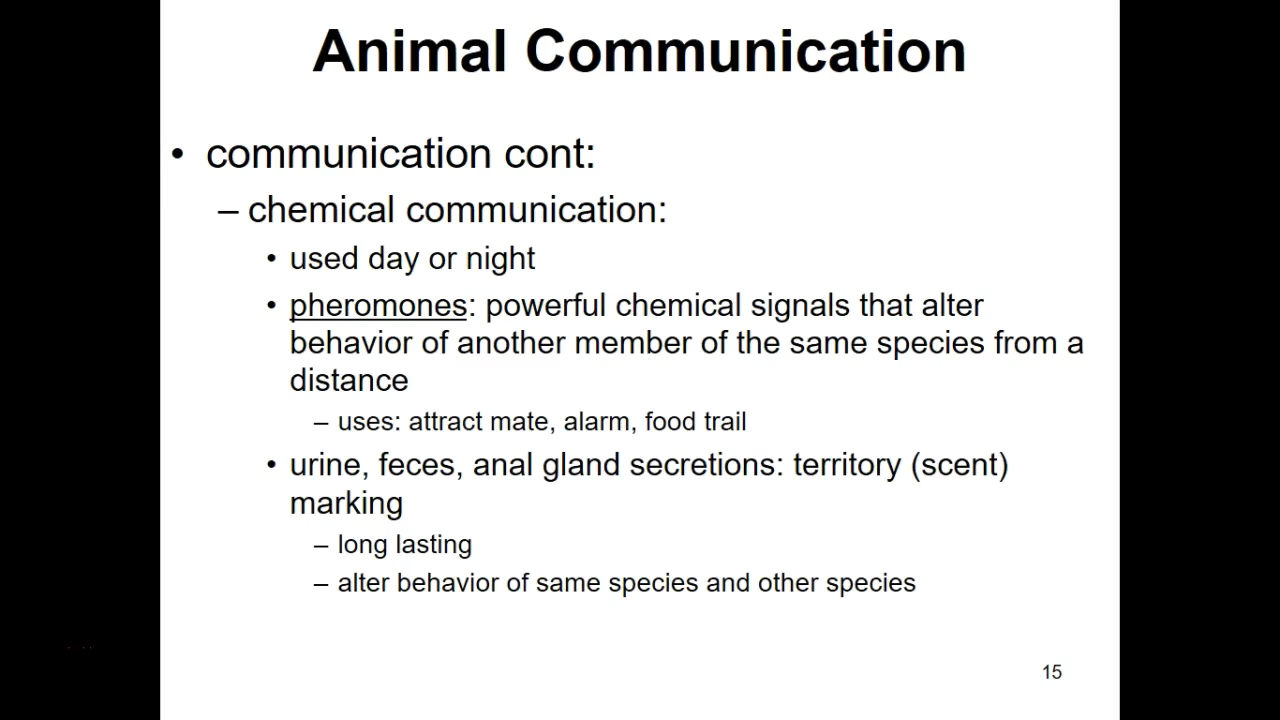 Animal Communication
• communication cont:
– chemical communication:
• used day or night
• pheromones: powerful chemical signals that alter
behavior of another member of the same species from a
distance
– uses: attract mate, alarm, food trail
• urine, feces, anal gland secretions: territory (scent)
marking
– long lasting
– alter behavior of same species and other species
15